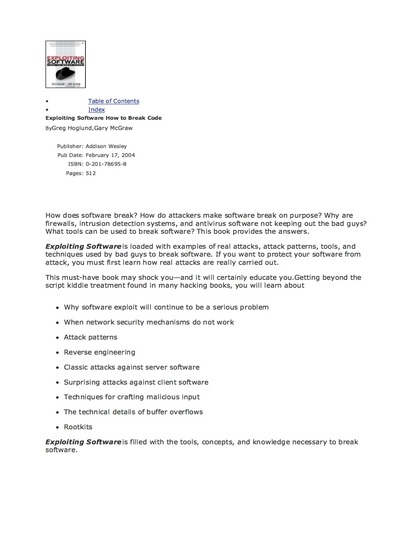 EXPLOITING
SOFTWARE
• Table of Contents
• Index
Exploiting Software How to Break Code
ByGreg Hoglund,Gary McGraw
Publisher: Addison Wesley
Pub Date: February 17, 2004
ISBN: 0-201-78695-8
Pages: 512
How does software break? How do attackers make software break on purpose? Why are
firewalls, intrusion detection systems, and antivirus software not keeping out the bad guys?
What tools can be used to break software? This book provides the answers.
Exploiting Software is loaded with examples of real attacks, attack patterns, tools, and
techniques used by bad guys to break software. If you want to protect your software from
attack, you must first learn how real attacks are really carried out.
This must-have book may shock you—and it will certainly educate you.Getting beyond the
script kiddie treatment found in many hacking books, you will learn about
• Why software exploit will continue to be a serious problem
• When network security mechanisms do not work
• Attack patterns
• Reverse engineering
• Classic attacks against server software
• Surprising attacks against client software
• Techniques for crafting malicious input
• The technical details of buffer overflows
• Rootkits
Exploiting Software is filled with the tools, concepts, and knowledge necessary to break
software.